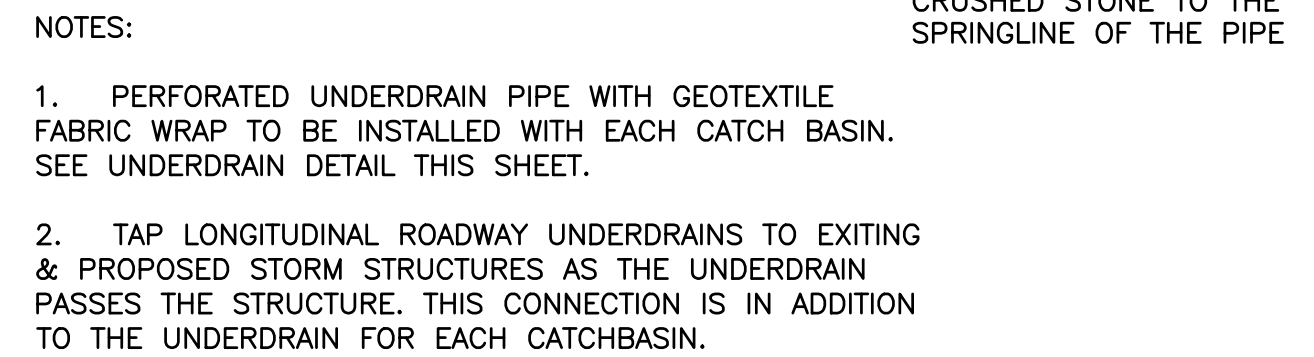 NOTES:
1. PERFORATED UNDERDRAIN PIPE WITH GEOTEXTILE
FABRIC WRAP TO BE INSTALLED WITH EACH CATCH BASIN.
SEE UNDERDRAIN DETAIL THIS SHEET.
2. TAP LONGITUDINAL ROADWAY UNDERDRAINS TO EXITING
& PROPOSED STORM STRUCTURES AS THE UNDERDRAIN
PASSES THE STRUCTURE. THIS CONNECTION IS IN ADDITION
TO THE UNDERDRAIN FOR EACH CATCHBASIN.
CRUSHED STONE TO THE
SPRINGLINE OF THE PIPE